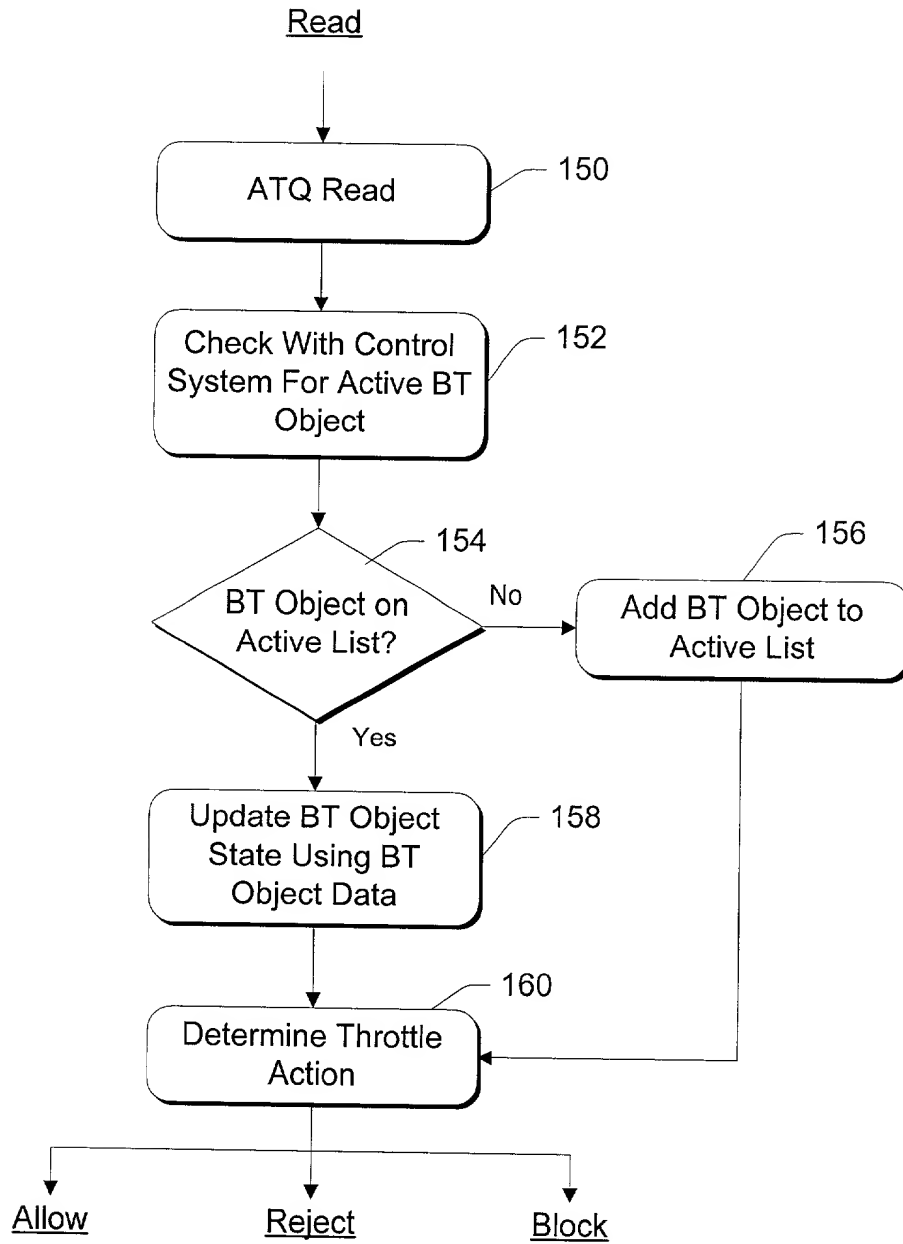 Read
ATQ Read
150
Check With Control
System For Active BT
Object
152
154
BT Object on
Active List?
No
156
Add BT Object to
Active List
Yes
Update BT Object
State Using BT
Object Data
158
160
Determine Throttle
Action
Allow
Reject
Block